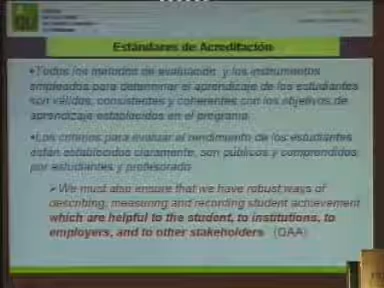 Estándares de Acreditación
•Todos los métodos de evaluación y los instrumentos
empleados para determinar el aprendizaje de los estudiantes
son válidos, consistentes y coherentes con los objetivos de
aprendizaje establecidos en el programa
•Los criterios para evaluar el rendimiento de los estudiantes
están establecidos claramente, son públicos y comprendidos
por estudiantes y profesorado
➢We must also ensure that we have robust ways of
describing, measuring and recording student achievement
which are helpful to the student, to institutions, to
employers, and to other stakeholders (QAA)